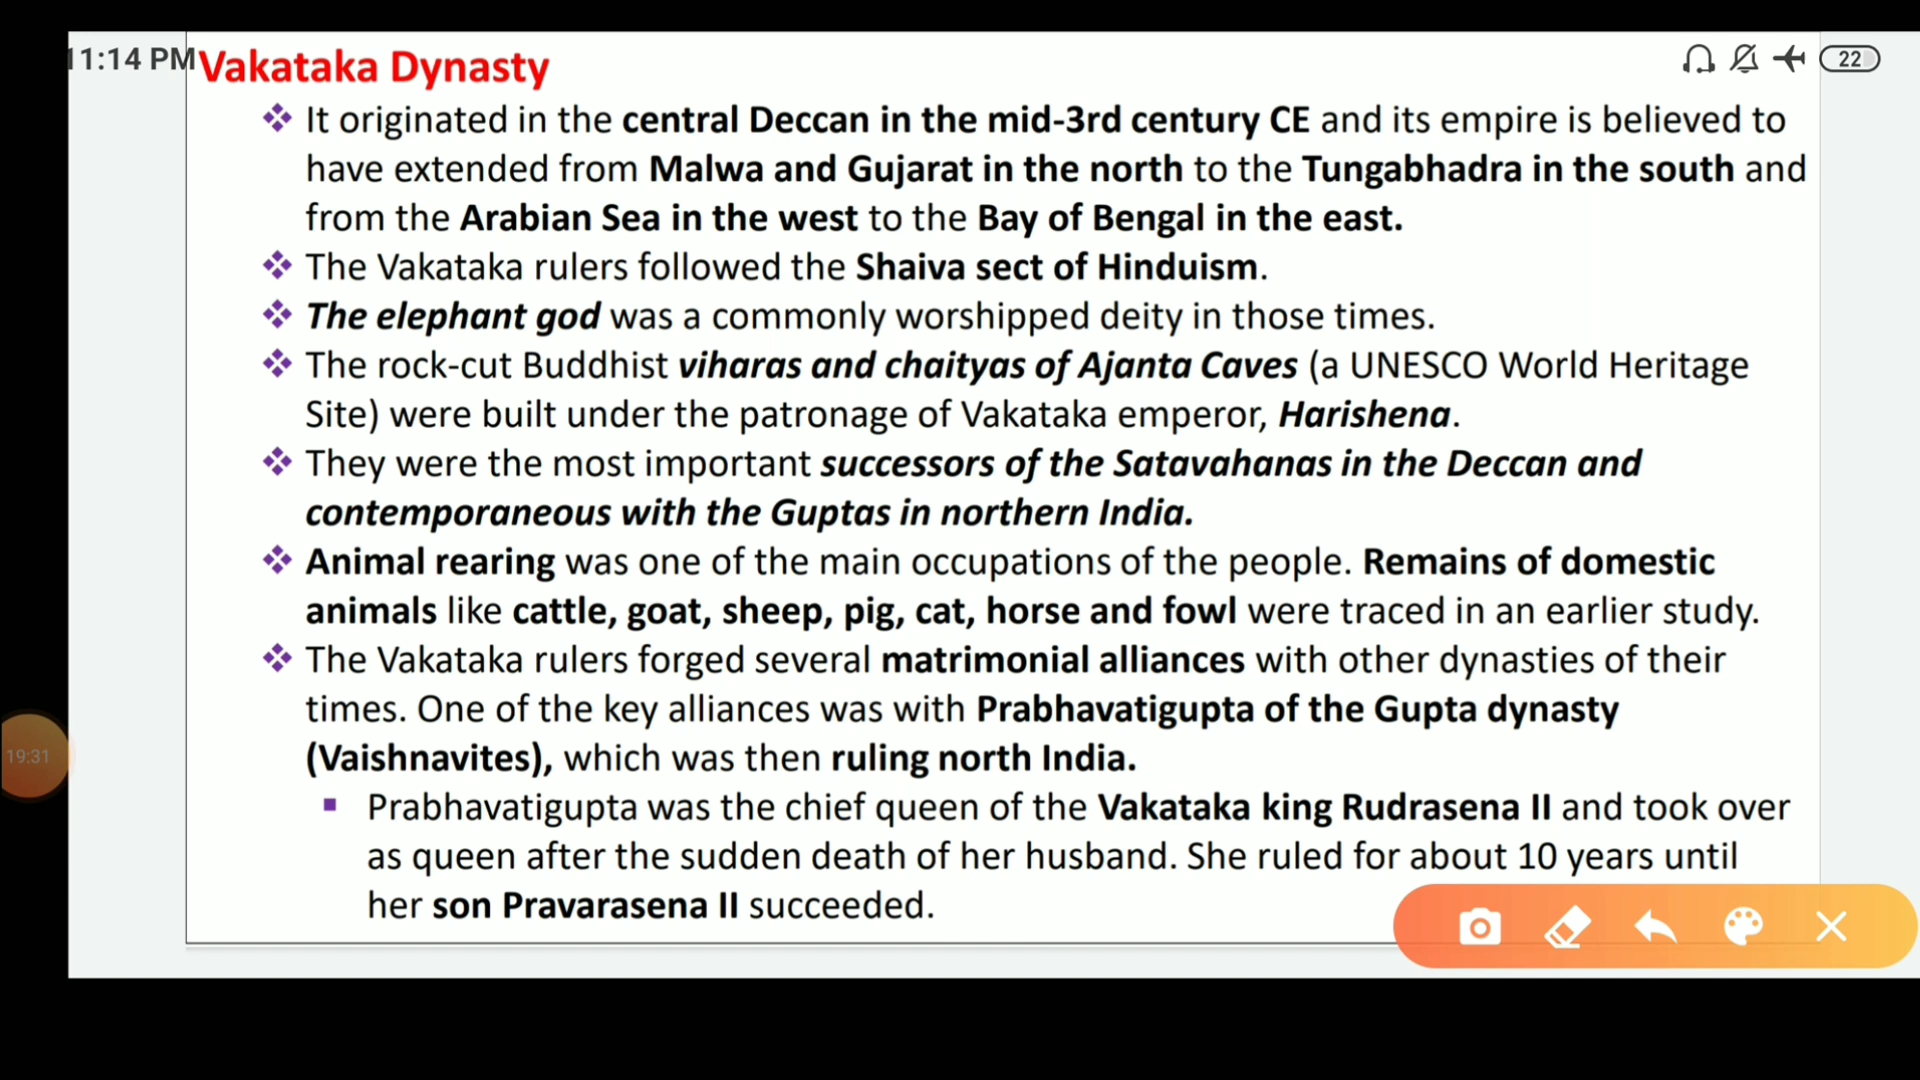 11:14 PM
22
Vakataka Dynasty
It originated in the central Deccan in the mid-3rd century CE and its empire is believed to
have extended from Malwa and Gujarat in the north to the Tungabhadra in the south and
from the Arabian Sea in the west to the Bay of Bengal in the east.
The Vakataka rulers followed the Shaiva sect of Hinduism.
The elephant god was a commonly worshipped deity in those times.
The rock-cut Buddhist viharas and chaityas of Ajanta Caves (a UNESCO World Heritage
Site) were built under the patronage of Vakataka emperor, Harishena.
They were the most important successors of the Satavahanas in the Deccan and
contemporaneous with the Guptas in northern India.
Animal rearing was one of the main occupations of the people. Remains of domestic
animals like cattle, goat, sheep, pig, cat, horse and fowl were traced in an earlier study.
The Vakataka rulers forged several matrimonial alliances with other dynasties of their
times. One of the key alliances was with Prabhavatigupta of the Gupta dynasty
(Vaishnavites), which was then ruling north India.
Prabhavatigupta was the chief queen of the Vakataka king Rudrasena II and took over
as queen after the sudden death of her husband. She ruled for about 10 years until
her son Pravarasena II succeeded.
19:31